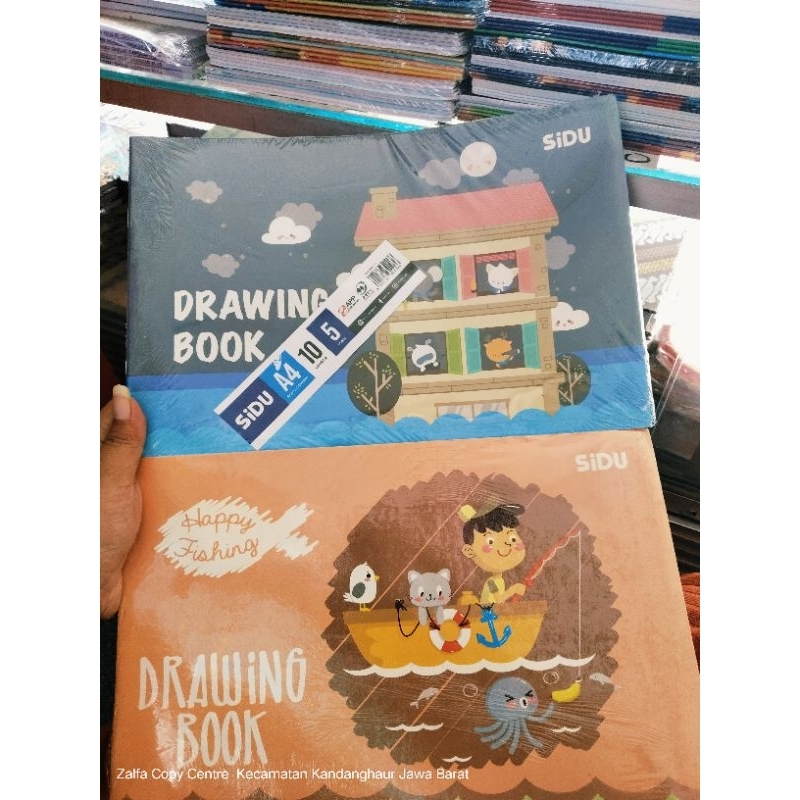 SiDU
DRAWING
BOOK
SiDU A4 10 5
SiDU
Happy
Fishing
DRAWiNG
BOOK
Zalfa Copy Centre Kecamatan Kandanghaur Jawa Barat